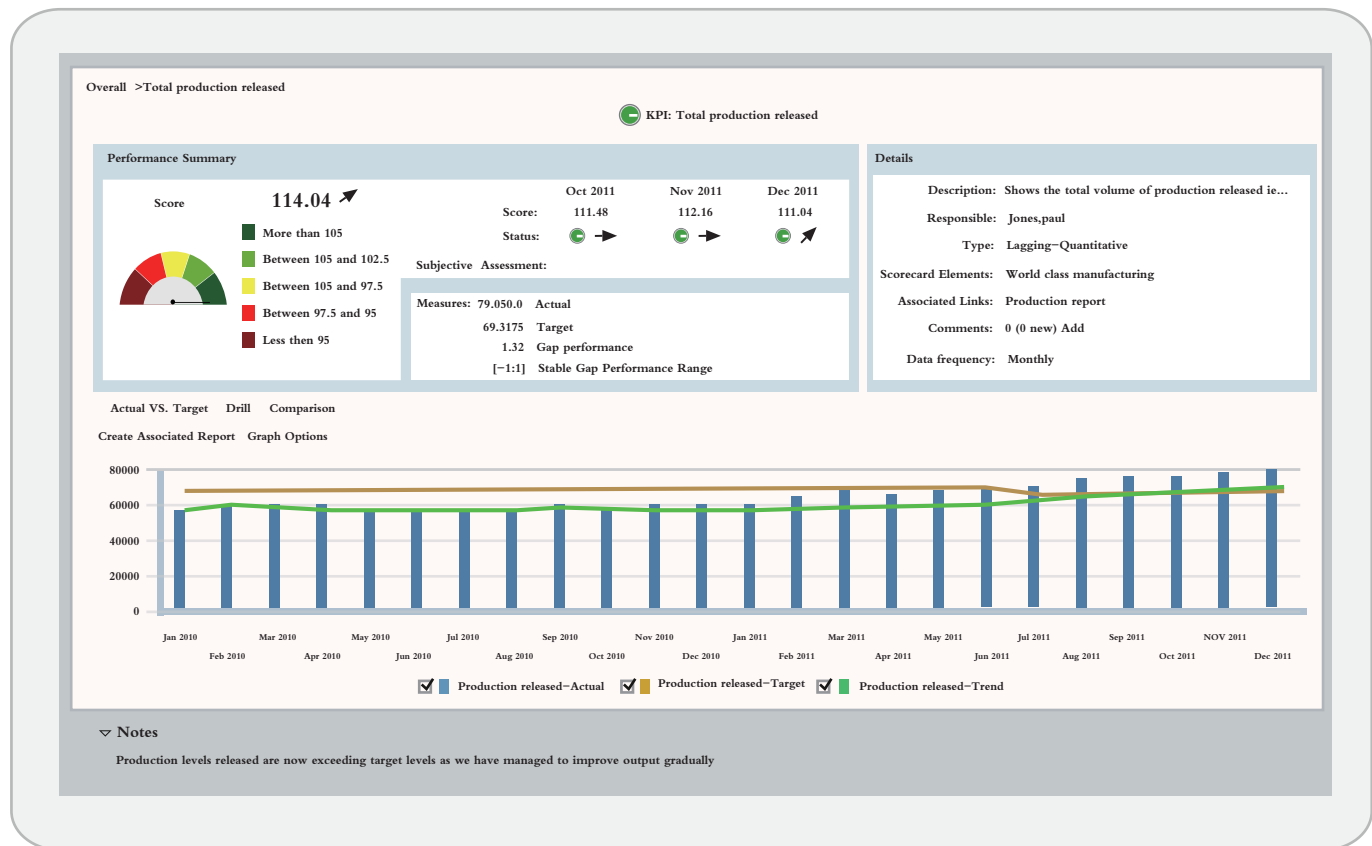 Overall >Total production released
KPI: Total production released
Performance Summary
Score
114.04
More than 105
Between 105 and 102.5
Between 105 and 97.5
Between 97.5 and 95
Less then 95
Oct 2011 Nov 2011 Dec 2011
Score: 111.48 112.16 111.04
Status:
Subjective Assessment:
Measures: 79.050.0 Actual
69.3175 Target
1.32 Gap performance
[−1:1] Stable Gap Performance Range
Details
Description: Shows the total volume of production released ie...
Responsible: Jones,paul
Type: Lagging−Quantitative
Scorecard Elements: World class manufacturing
Associated Links: Production report
Comments: 0 (0 new) Add
Data frequency: Monthly
Actual VS. Target Drill Comparison
Create Associated Report Graph Options
80000
60000
40000
20000
0
Jan 2010 Mar 2010 May 2010 Jul 2010 Sep 2010 Nov 2010 Jan 2011 Mar 2011 May 2011 Jul 2011 Sep 2011 NOV 2011
Feb 2010 Apr 2010 Jun 2010 Aug 2010 Oct 2010 Dec 2010 Feb 2011 Apr 2011 Jun 2011 Aug 2011 Oct 2011 Dec 2011
Production released−Actual Production released−Target Production released−Trend
Notes
Production levels released are now exceeding target levels as we have managed to improve output gradually